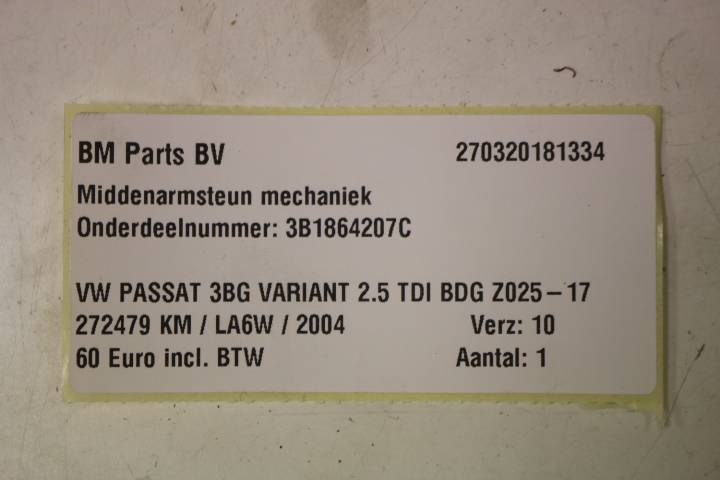 BM Parts BV 270320181334
Middenarmsteun mechaniek
Onderdeelnummer: 3B1864207C
VW PASSAT 3BG VARIANT 2.5 TDI BDG Z025-17
272479 KM / LA6W / 2004 Verz: 10
60 Euro incl. BTW Aantal: 1